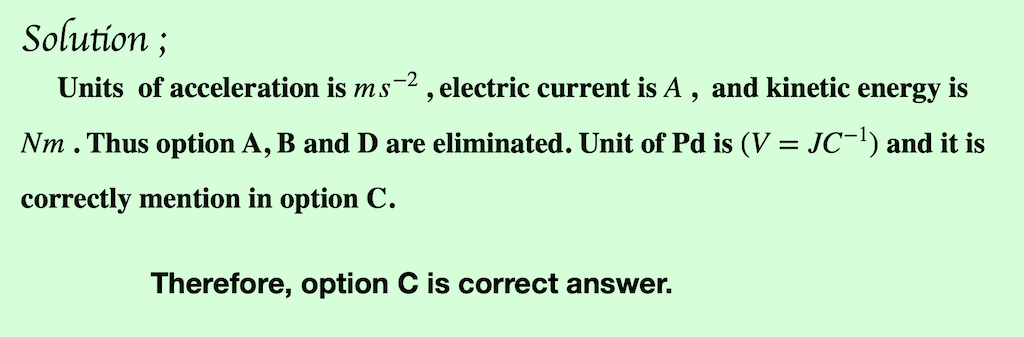 Solution ;
Units of acceleration is ms⁻² , electric current is A , and kinetic energy is
Nm . Thus option A, B and D are eliminated. Unit of Pd is (V = JC⁻¹) and it is
correctly mention in option C.
Therefore, option C is correct answer.